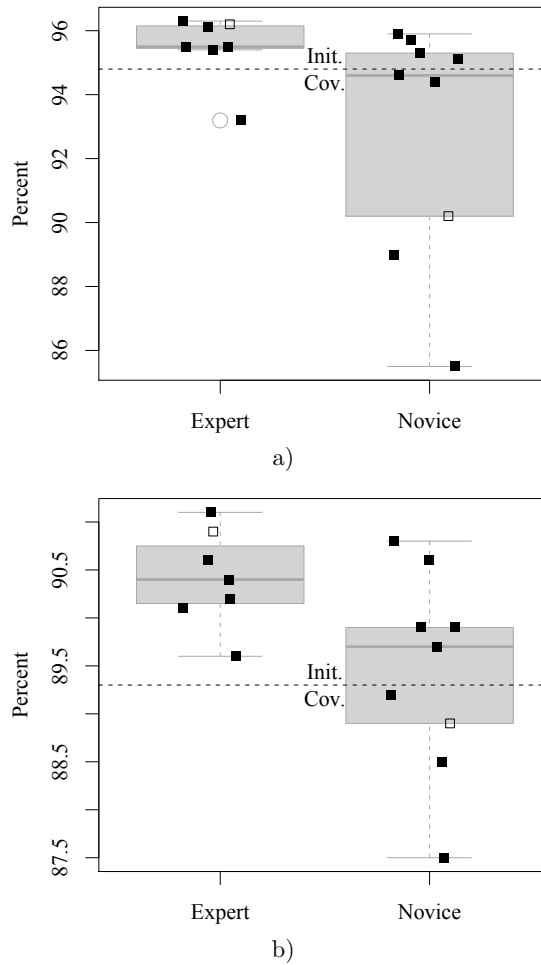 96
94
92
90
88
86
Percent
Init.
Cov.
Expert Novice
a)
90.5
89.5
88.5
87.5
Percent
Init.
Cov.
Expert Novice
b)